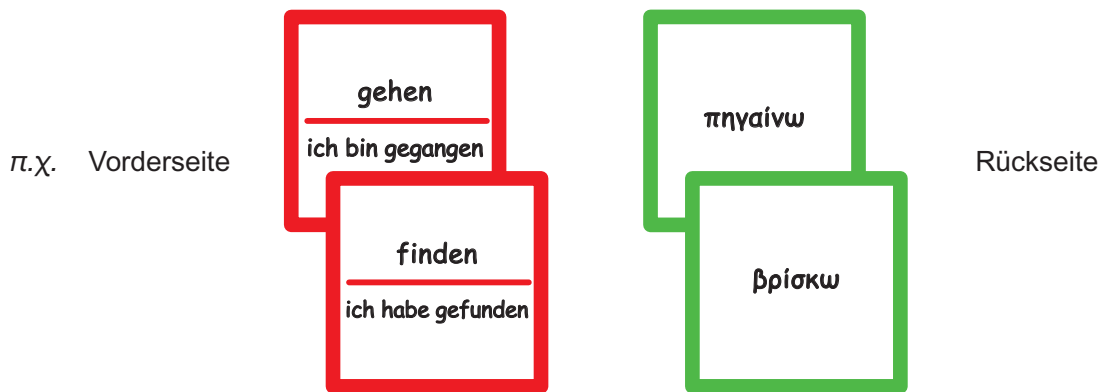 gehen
ich bin gegangen
πηγαίνω
π.χ. Vorderseite
Rückseite
finden
ich habe gefunden
βρίσκω